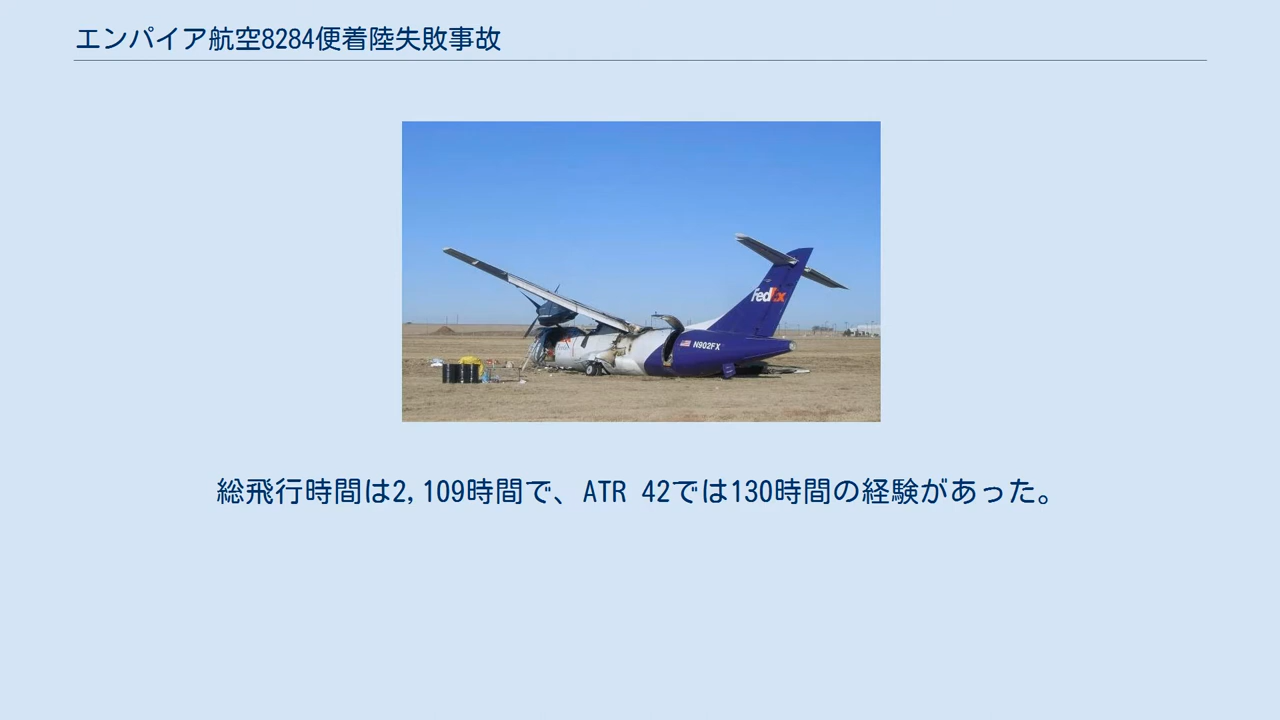 エンパイア航空8284便着陸失敗事故
FedEx
N902FX
総飛行時間は2,109時間で、ATR 42では130時間の経験があった。